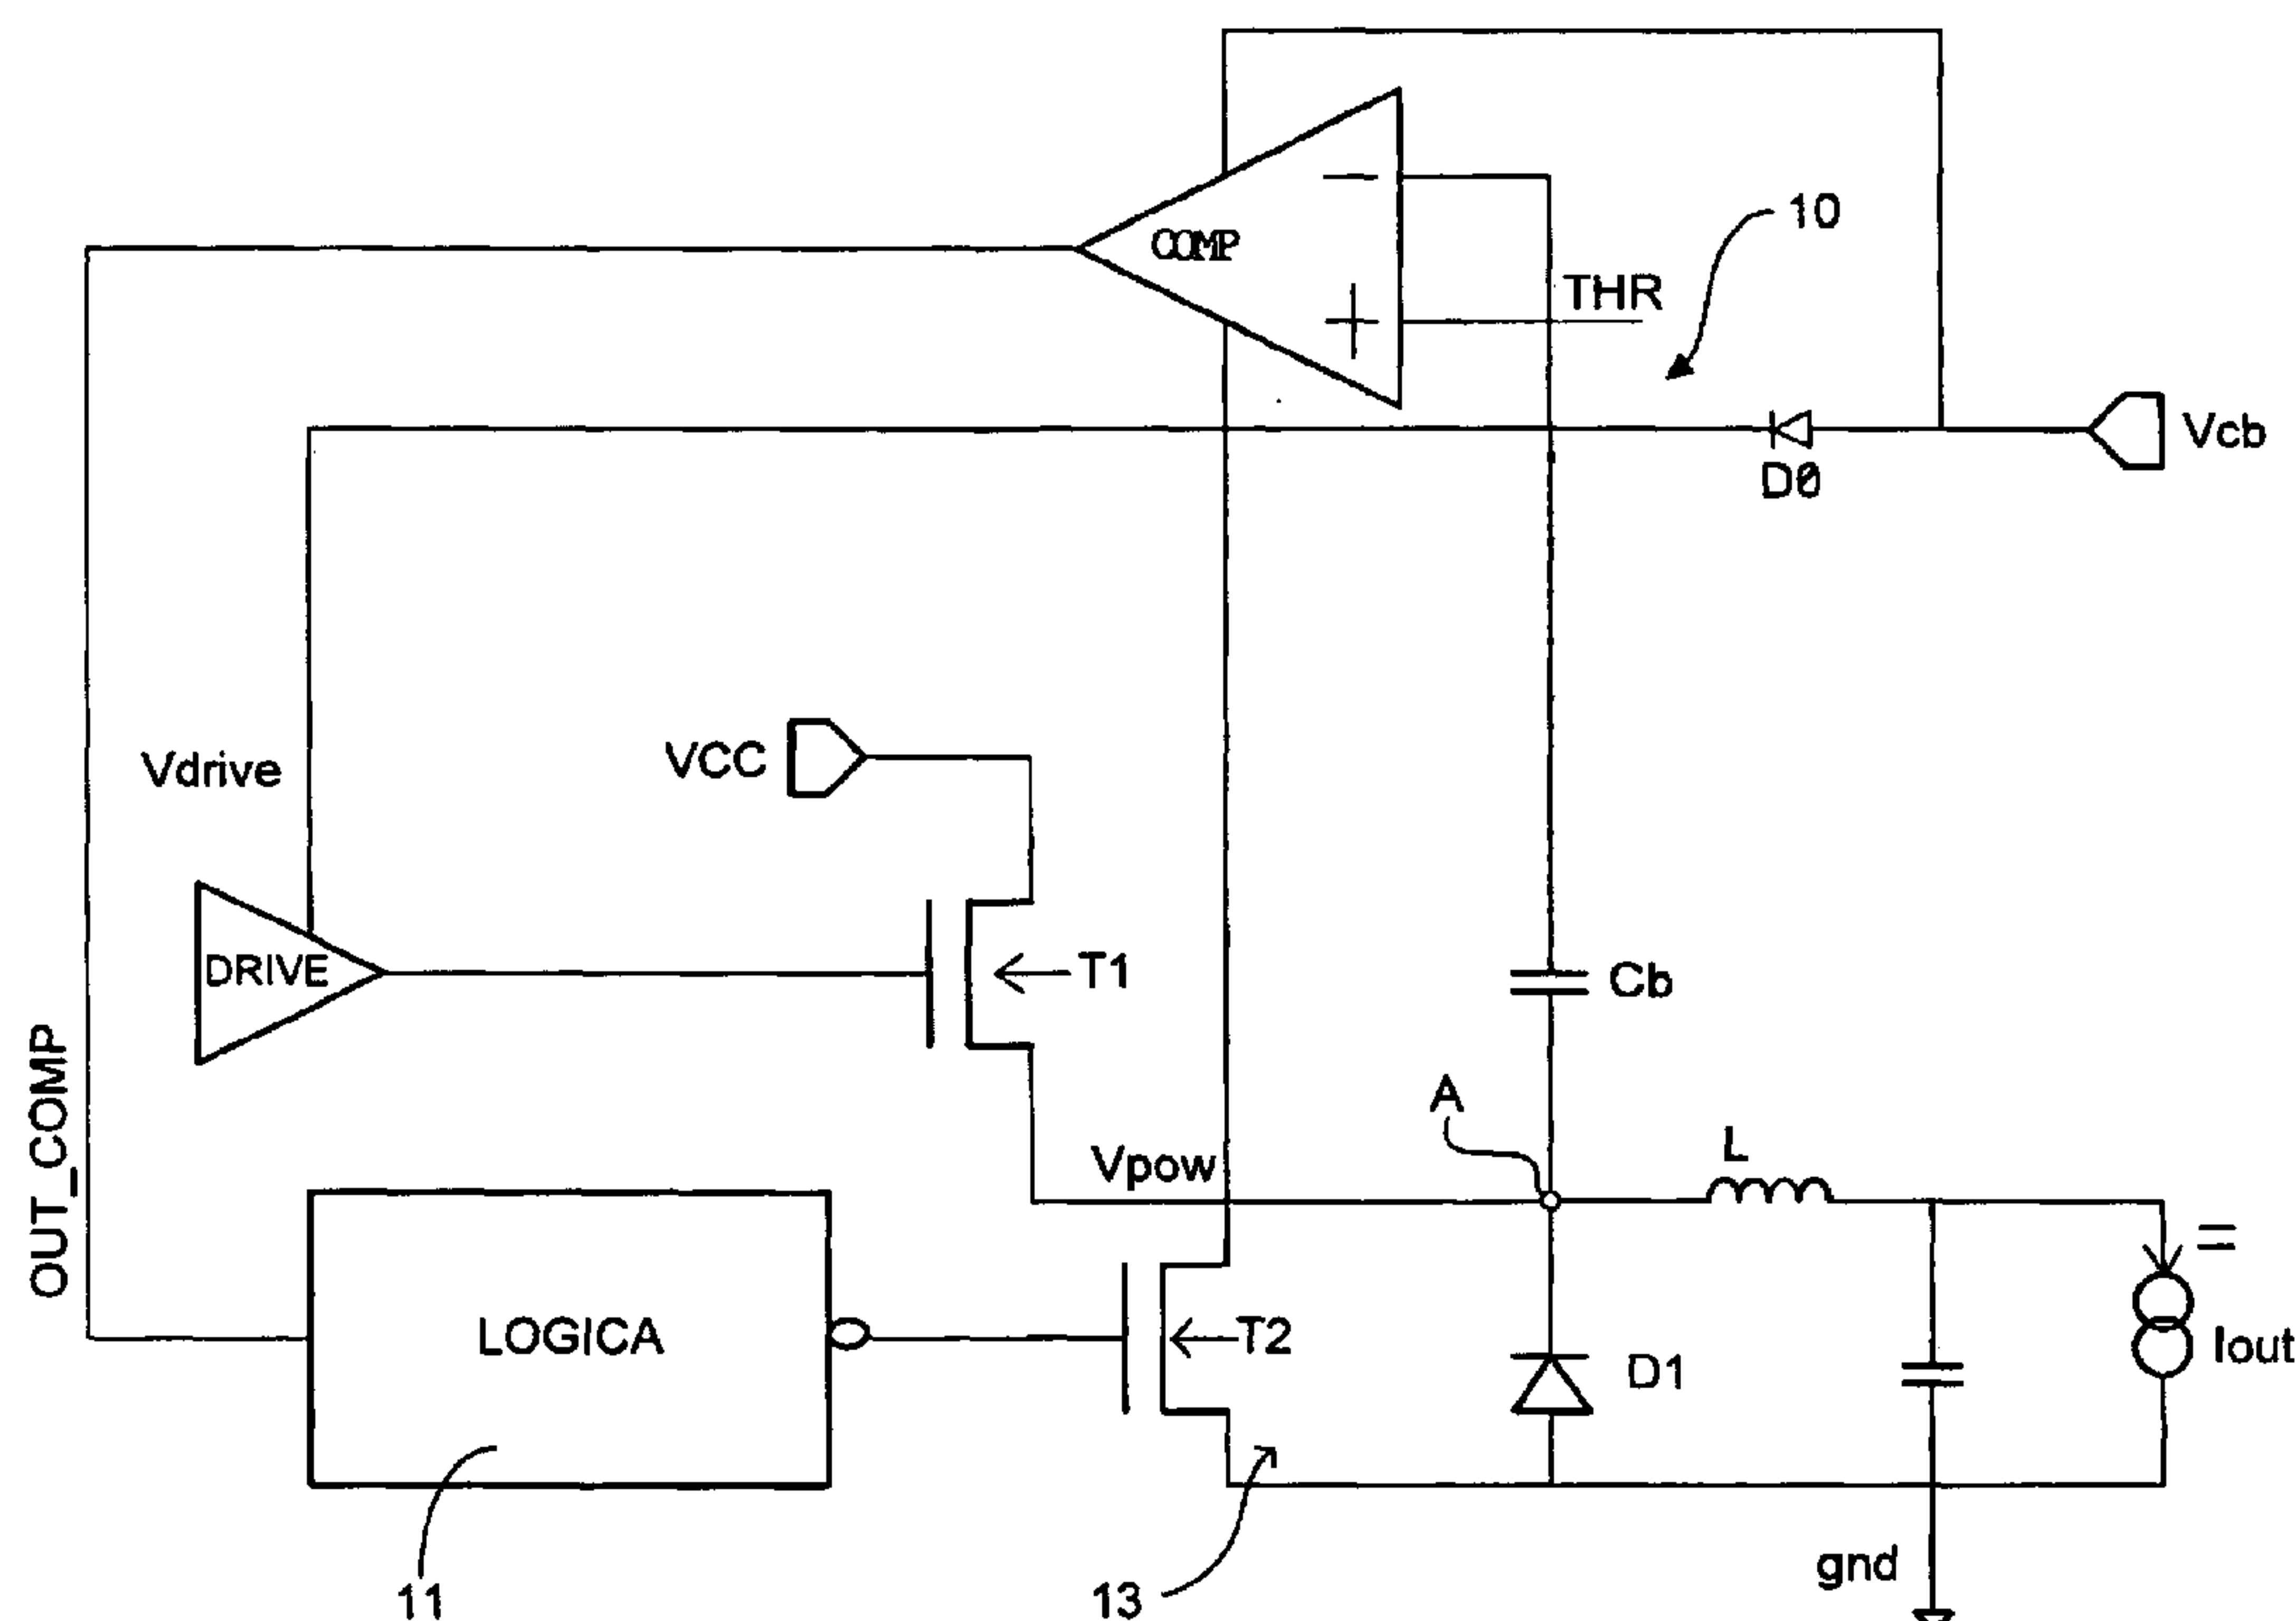 10
COMP
THR
Vcb
D0
VCC
Vdrive
DRIVE
T1
Cb
OUT_COMP
A
Vpow
L
LOGICA
T2
D1
Iout
gnd
11
13